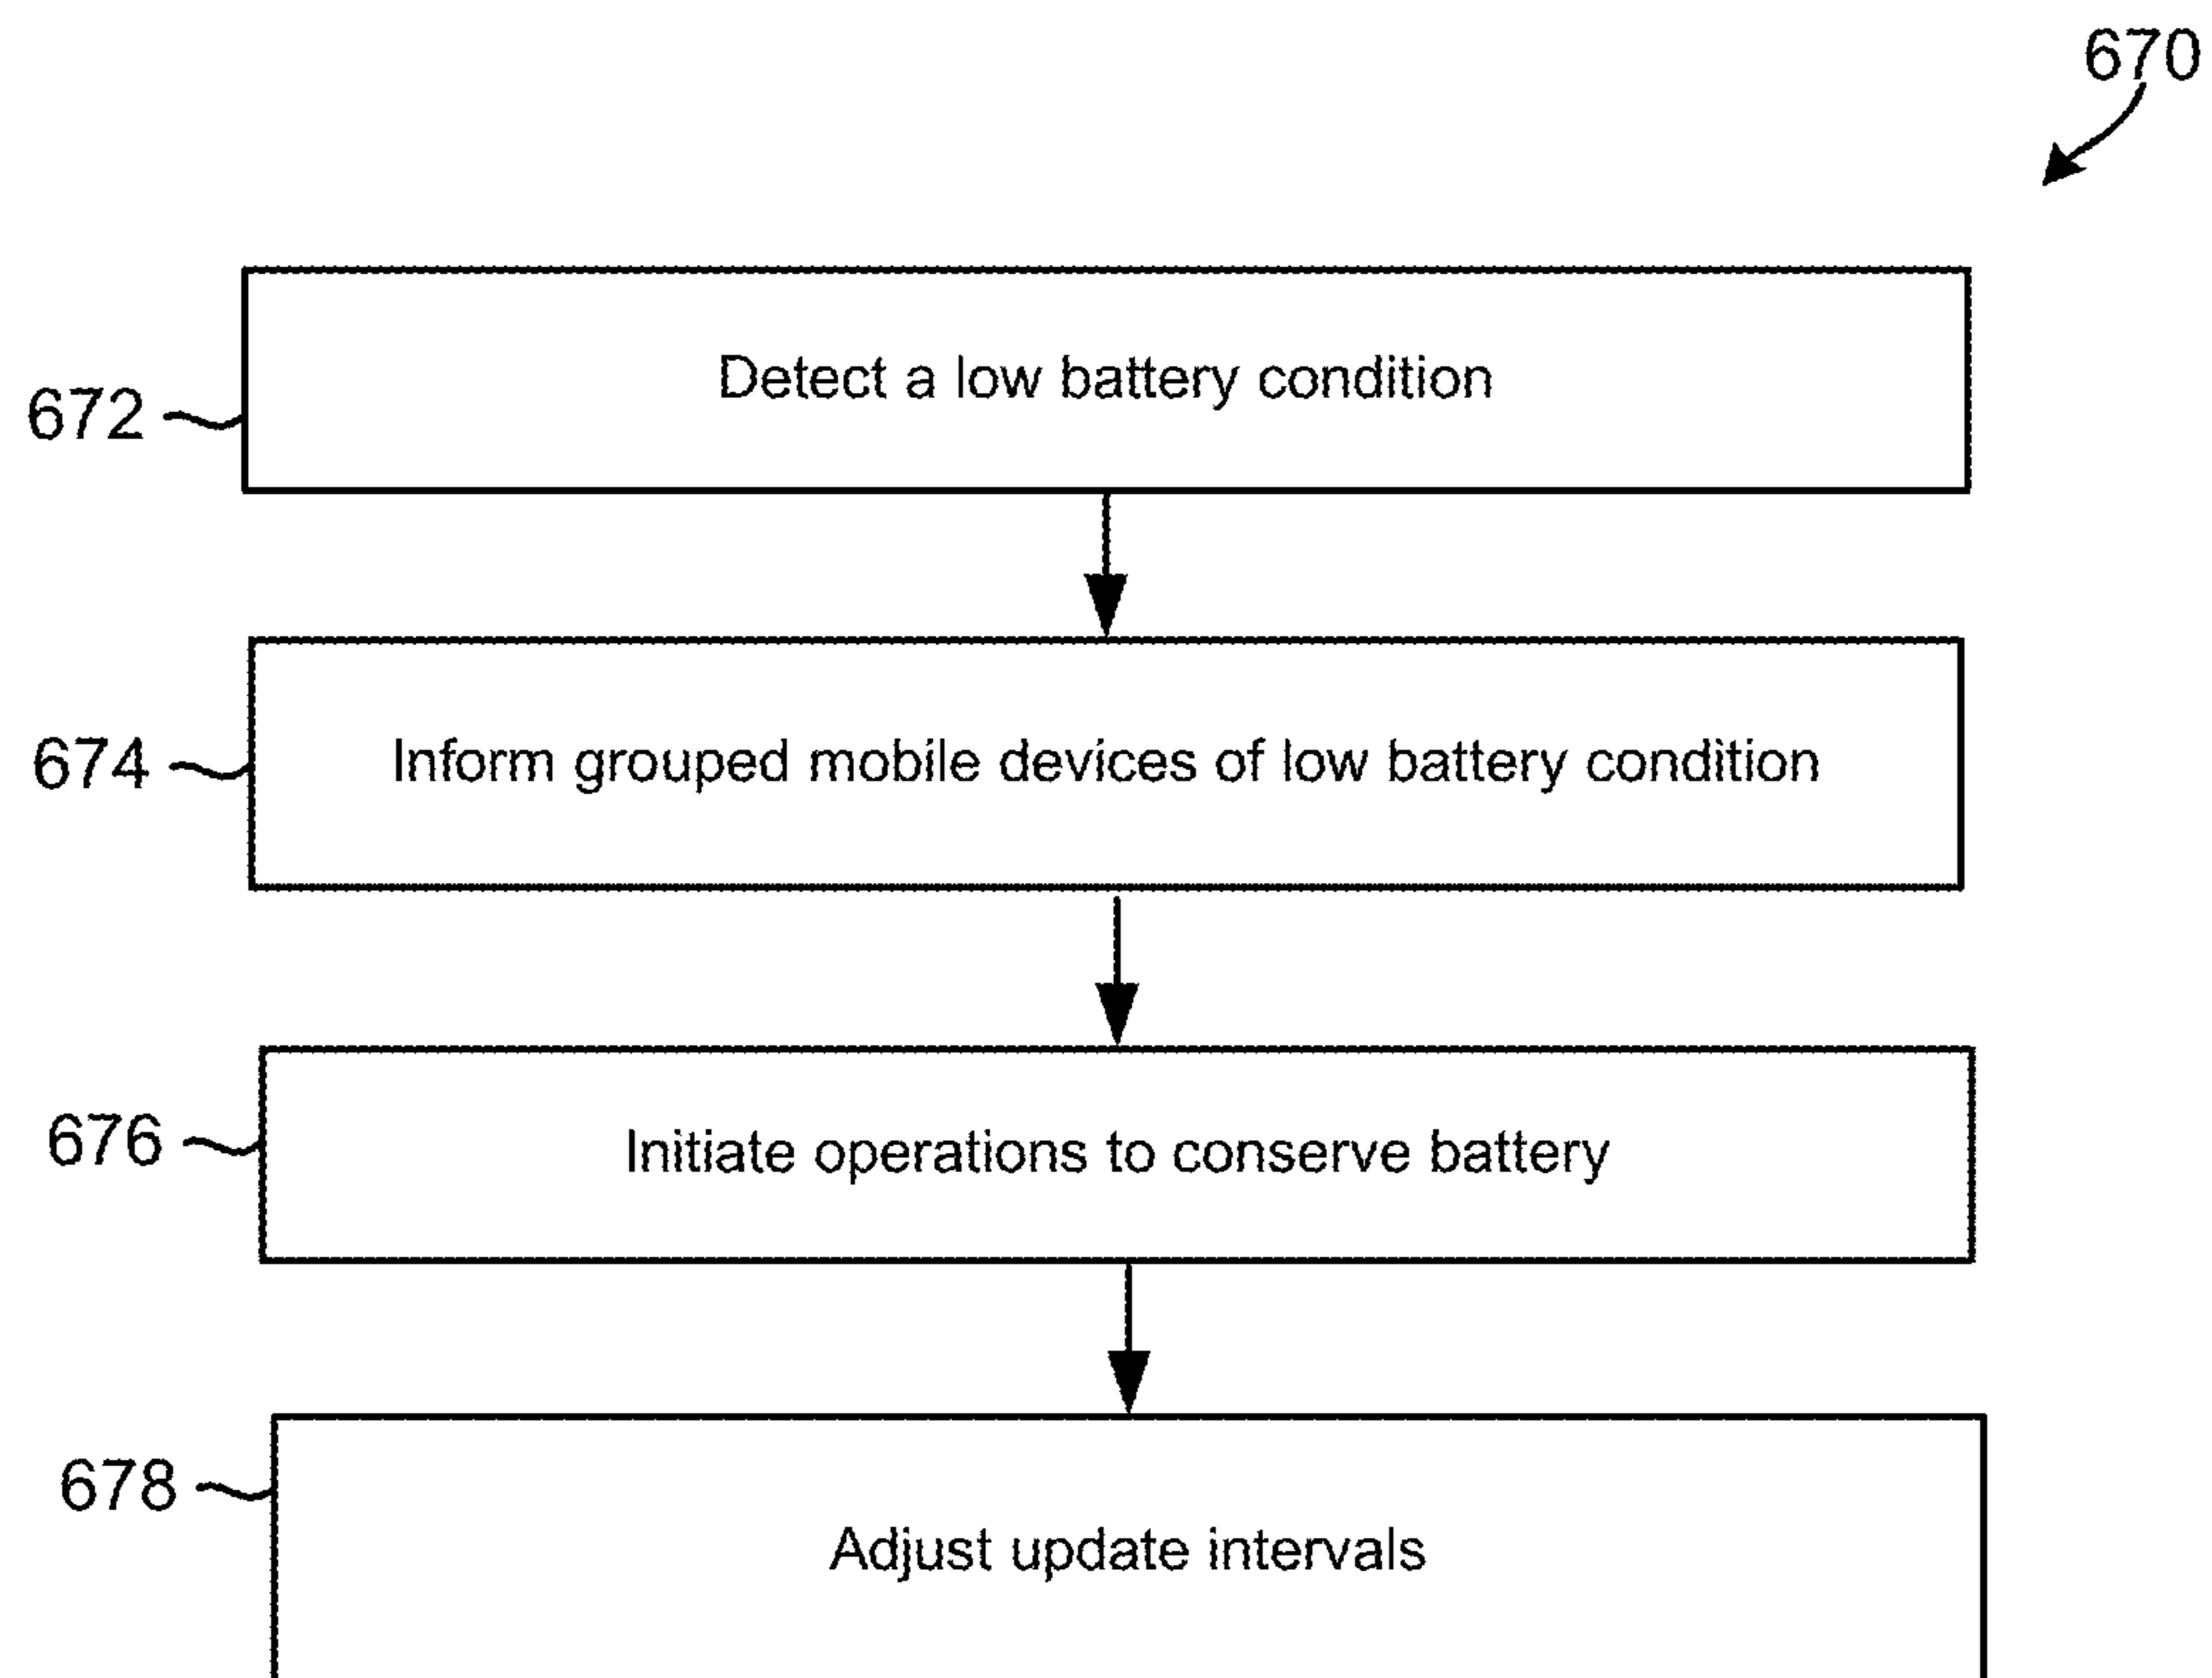 670
Detect a low battery condition
672
Inform grouped mobile devices of low battery condition
674
Initiate operations to conserve battery
676
678
Adjust update intervals